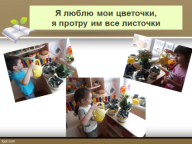 Я люблю мои цветочки,
я протру им все листочки